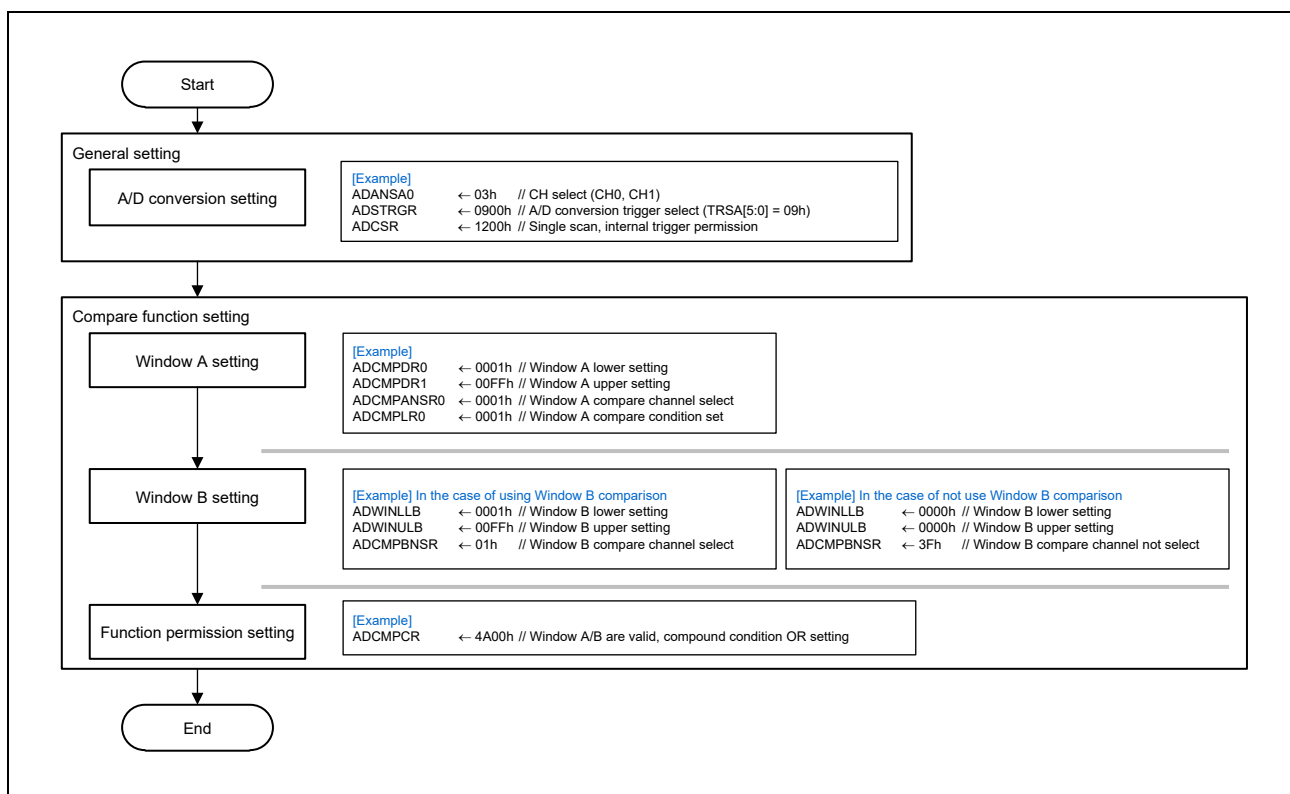 Start
General setting
A/D conversion setting
[Example]
ADANSA0 ← 03h // CH select (CH0, CH1)
ADSTRGR ← 0900h // A/D conversion trigger select (TRSA[5:0] = 09h)
ADCSR ← 1200h // Single scan, internal trigger permission
Compare function setting
Window A setting
[Example]
ADCMPDR0 ← 0001h // Window A lower setting
ADCMPDR1 ← 00FFh // Window A upper setting
ADCMPANSR0 ← 0001h // Window A compare channel select
ADCMPLR0 ← 0001h // Window A compare condition set
Window B setting
[Example] In the case of using Window B comparison
ADWINLLB ← 0001h // Window B lower setting
ADWINULB ← 00FFh // Window B upper setting
ADCMPBNSR ← 01h // Window B compare channel select
[Example] In the case of not use Window B comparison
ADWINLLB ← 0000h // Window B lower setting
ADWINULB ← 0000h // Window B upper setting
ADCMPBNSR ← 3Fh // Window B compare channel not select
Function permission setting
[Example]
ADCMPCR ← 4A00h // Window A/B are valid, compound condition OR setting
End